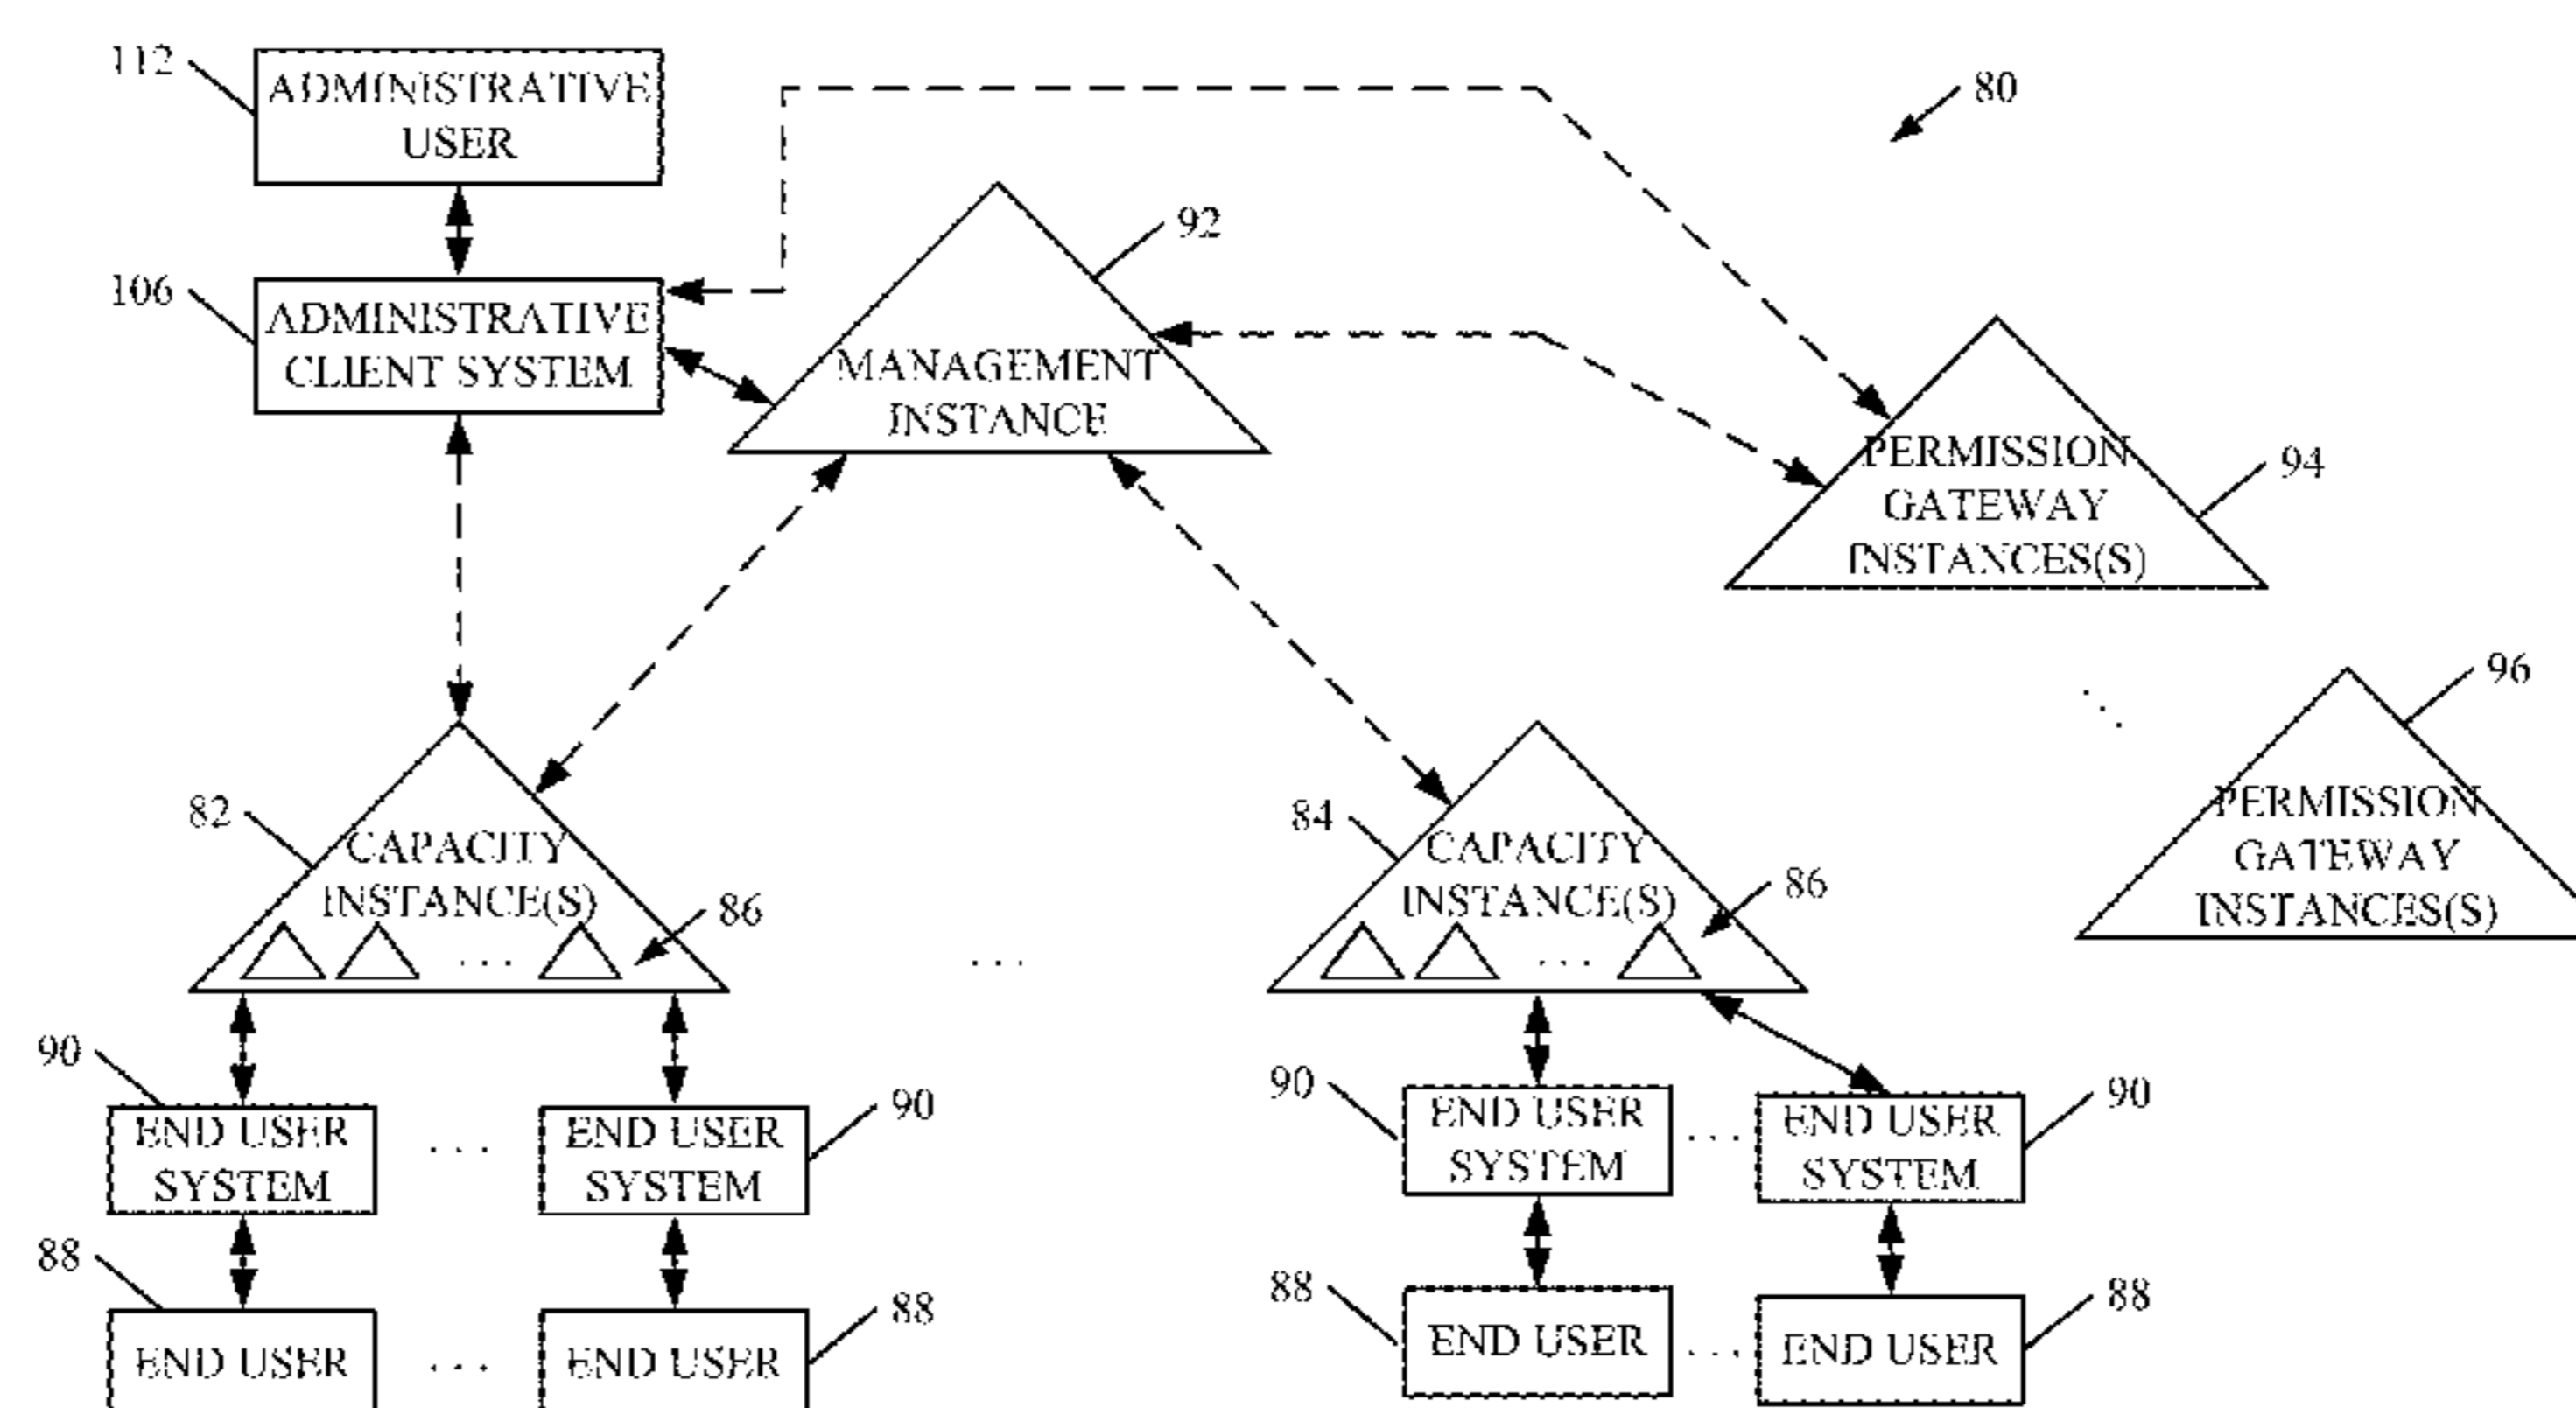 112
ADMINISTRATIVE
USER
80
92
106
ADMINISTRATIVE
CLIENT SYSTEM
MANAGEMENT
INSTANCE
PERMISSION
GATEWAY
INSTANCES(S)
94
96
PERMISSION
GATEWAY
INSTANCES(S)
82
CAPACITY
INSTANCE(S)
86
...
84
CAPACITY
INSTANCE(S)
86
...
...
90
END USER
SYSTEM
...
END USER
SYSTEM
90
90
END USER
SYSTEM
...
END USER
SYSTEM
90
88
END USER
...
END USER
88
88
END USER
...
END USER
88